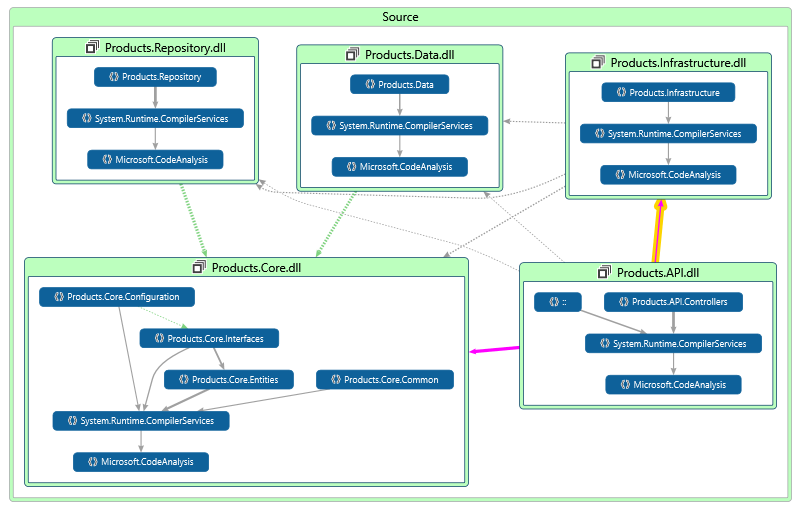 Source
Products.Repository.dll
Products.Repository
System.Runtime.CompilerServices
Microsoft.CodeAnalysis
Products.Data.dll
Products.Data
System.Runtime.CompilerServices
Microsoft.CodeAnalysis
Products.Infrastructure.dll
Products.Infrastructure
System.Runtime.CompilerServices
Microsoft.CodeAnalysis
Products.Core.dll
Products.Core.Configuration
Products.Core.Interfaces
Products.Core.Entities
Products.Core.Common
System.Runtime.CompilerServices
Microsoft.CodeAnalysis
Products.API.dll
::
Products.API.Controllers
System.Runtime.CompilerServices
Microsoft.CodeAnalysis